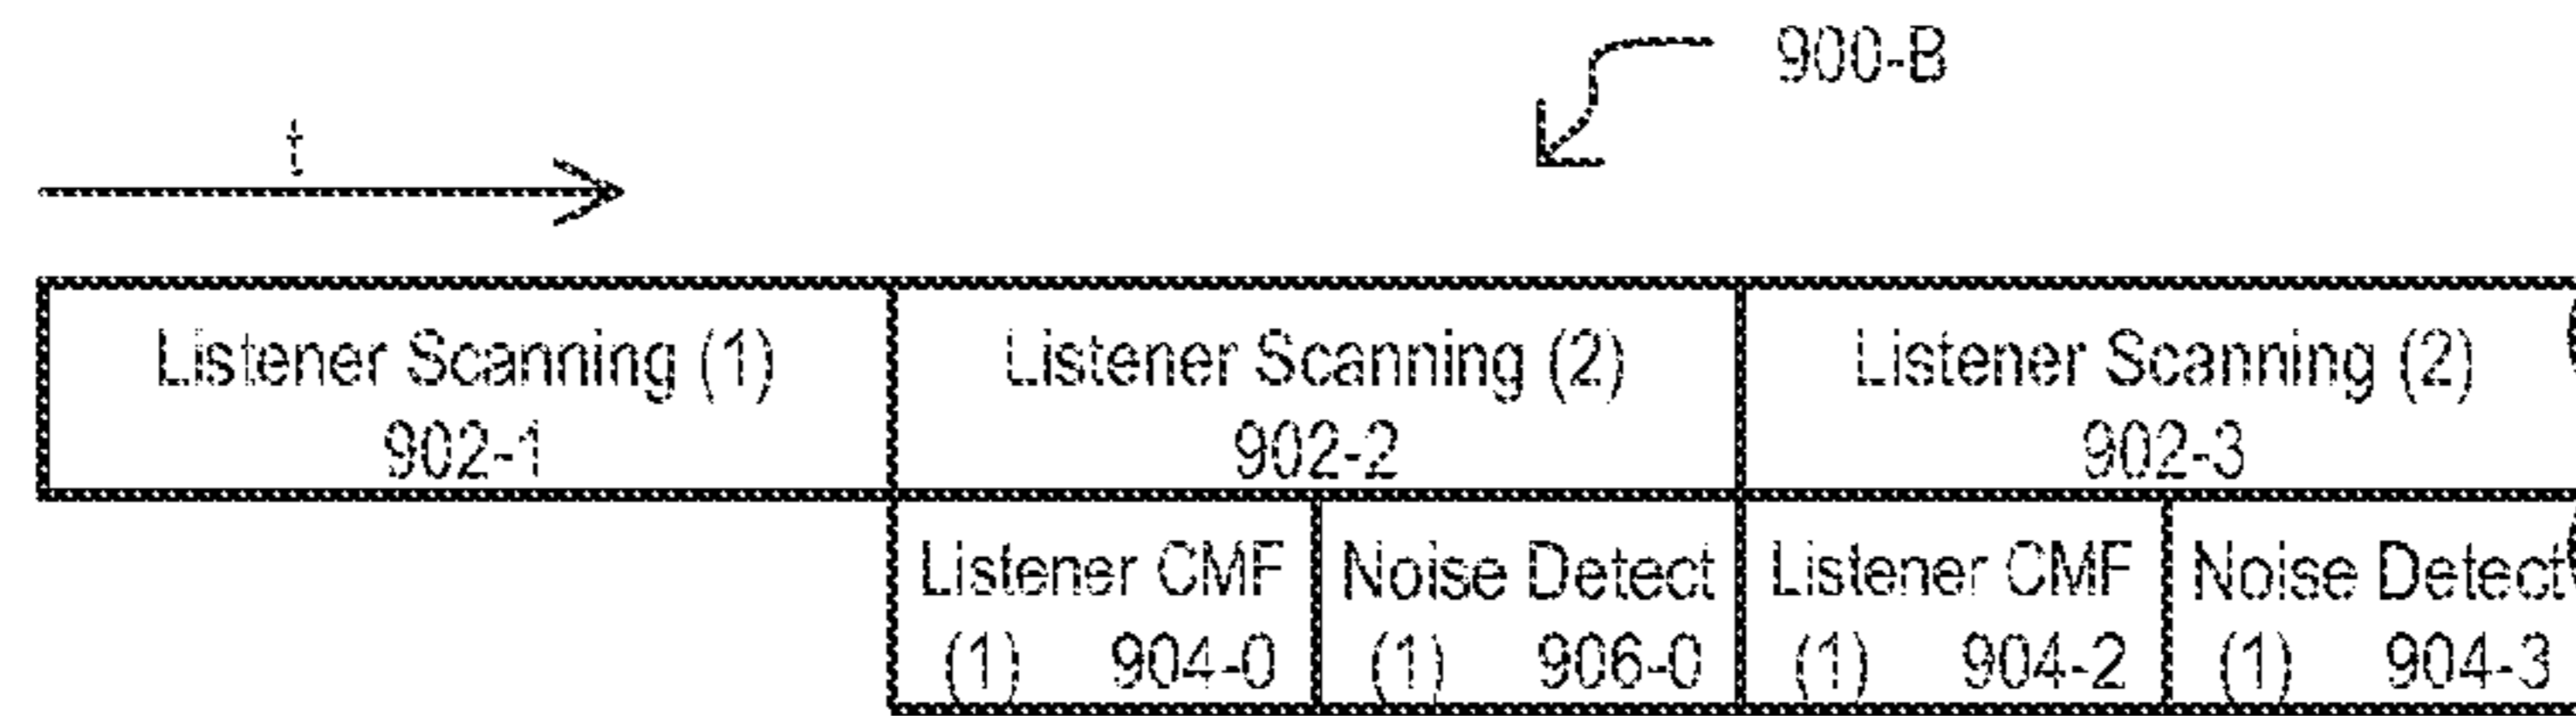 900-B
t
Listener Scanning (1)
902-1
Listener Scanning (2)
902-2
Listener Scanning (2)
902-3
Listener CMF
(1) 904-0
Noise Detect
(1) 906-0
Listener CMF
(1) 904-2
Noise Detect
(1) 904-3